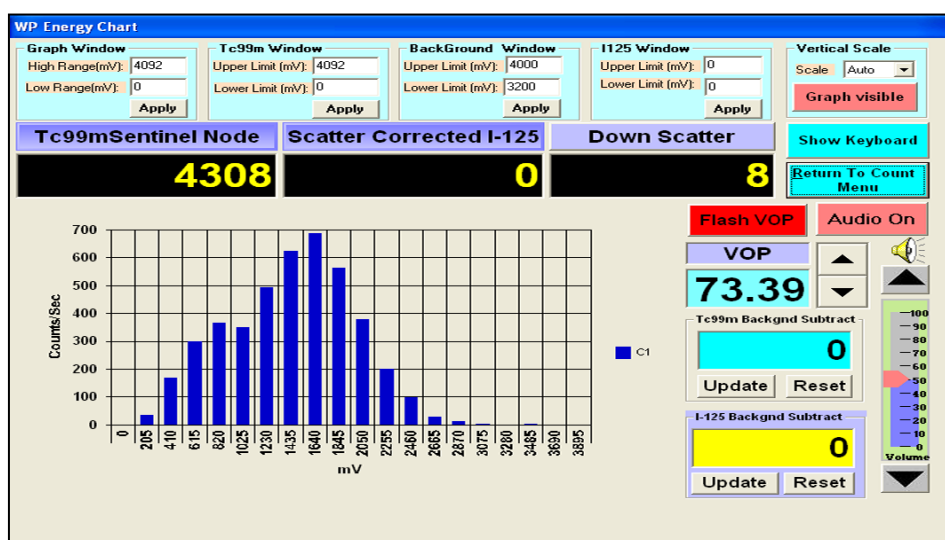 WP Energy Chart
Graph Window
High Range(mV): 4092
Low Range(mV): 0
Apply
Tc99m Window
Upper Limit (mV): 4092
Lower Limit (mV): 0
Apply
BackGround Window
Upper Limit (mV): 4000
Lower Limit (mV): 3200
Apply
I125 Window
Upper Limit (mV): 0
Lower Limit (mV): 0
Apply
Vertical Scale
Scale Auto
Graph visible
Tc99mSentinel Node
Scatter Corrected I-125
Down Scatter
Show Keyboard
4308
0
8
Return To Count
Menu
Flash VOP
Audio On
VOP
73.39
Tc99m Backgnd Subtract
0
Update Reset
I-125 Backgnd Subtract
0
Update Reset
100
90
80
70
60
50
40
30
20
10
0
Volume
700
600
500
400
300
200
100
0
Counts/Sec
0 205 410 615 820 1025 1230 1435 1640 1845 2050 2255 2460 2665 2870 3075 3280 3485 3690 3895
mV
C1